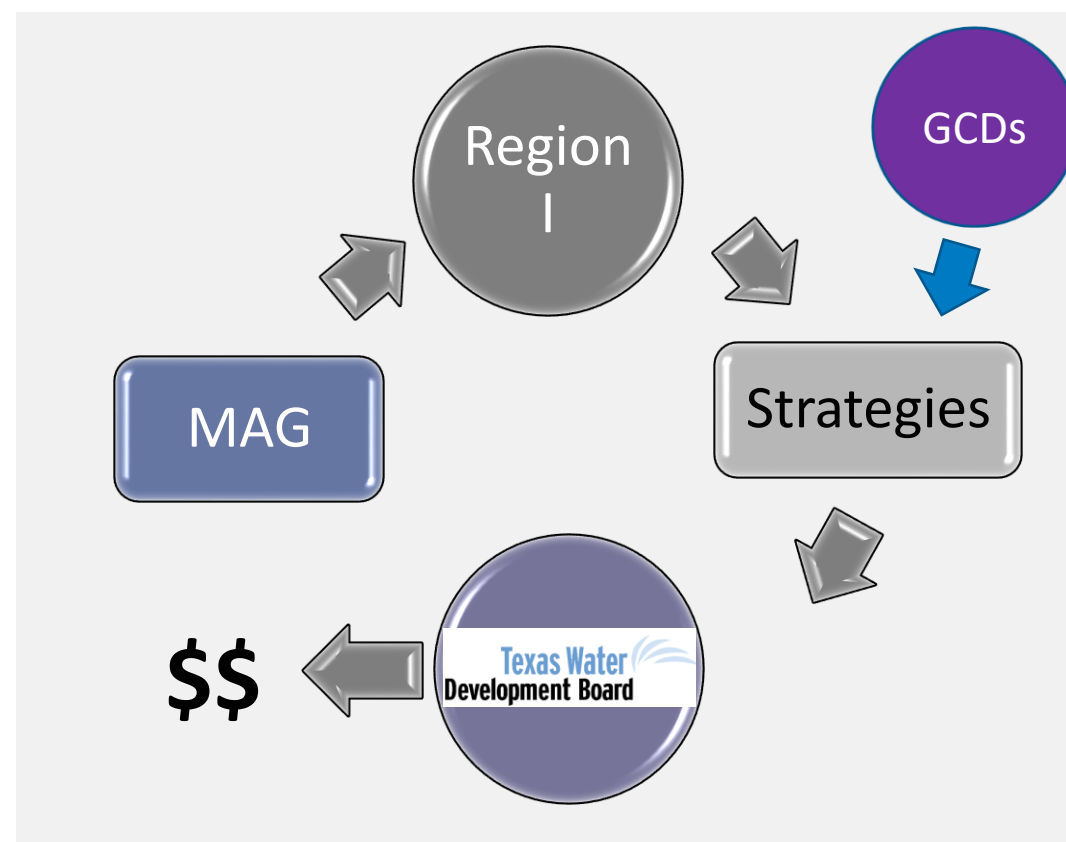 Region
I
GCDs
MAG
Strategies
Texas Water
Development Board
$$